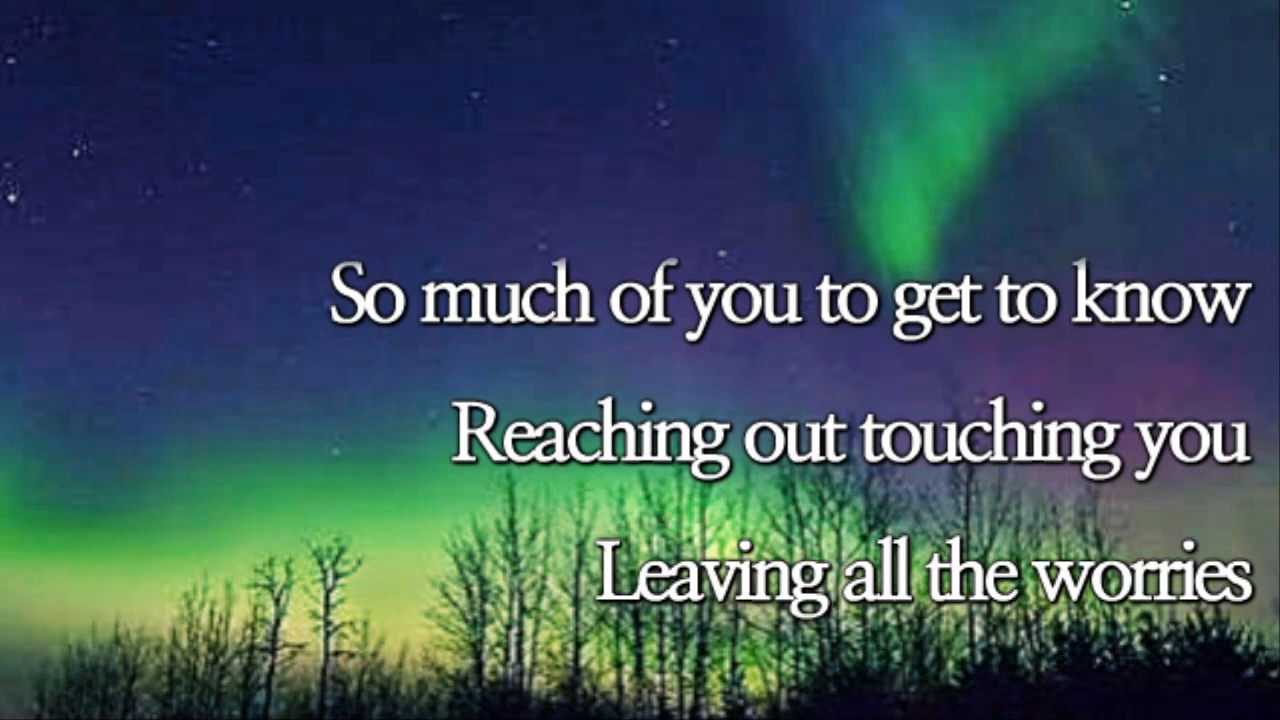 So much of you to get to know
Reaching out touching you
Leaving all the worries